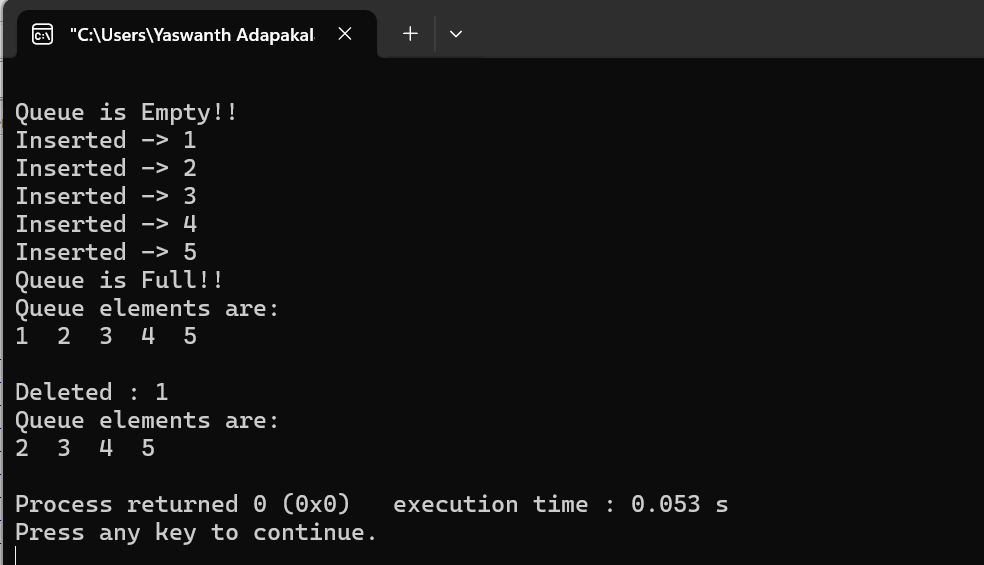 "C:\Users\Yaswanth Adapakal
Queue is Empty!!
Inserted -> 1
Inserted -> 2
Inserted -> 3
Inserted -> 4
Inserted -> 5
Queue is Full!!
Queue elements are:
1  2  3  4  5
Deleted : 1
Queue elements are:
2  3  4  5
Process returned 0 (0x0)   execution time : 0.053 s
Press any key to continue.